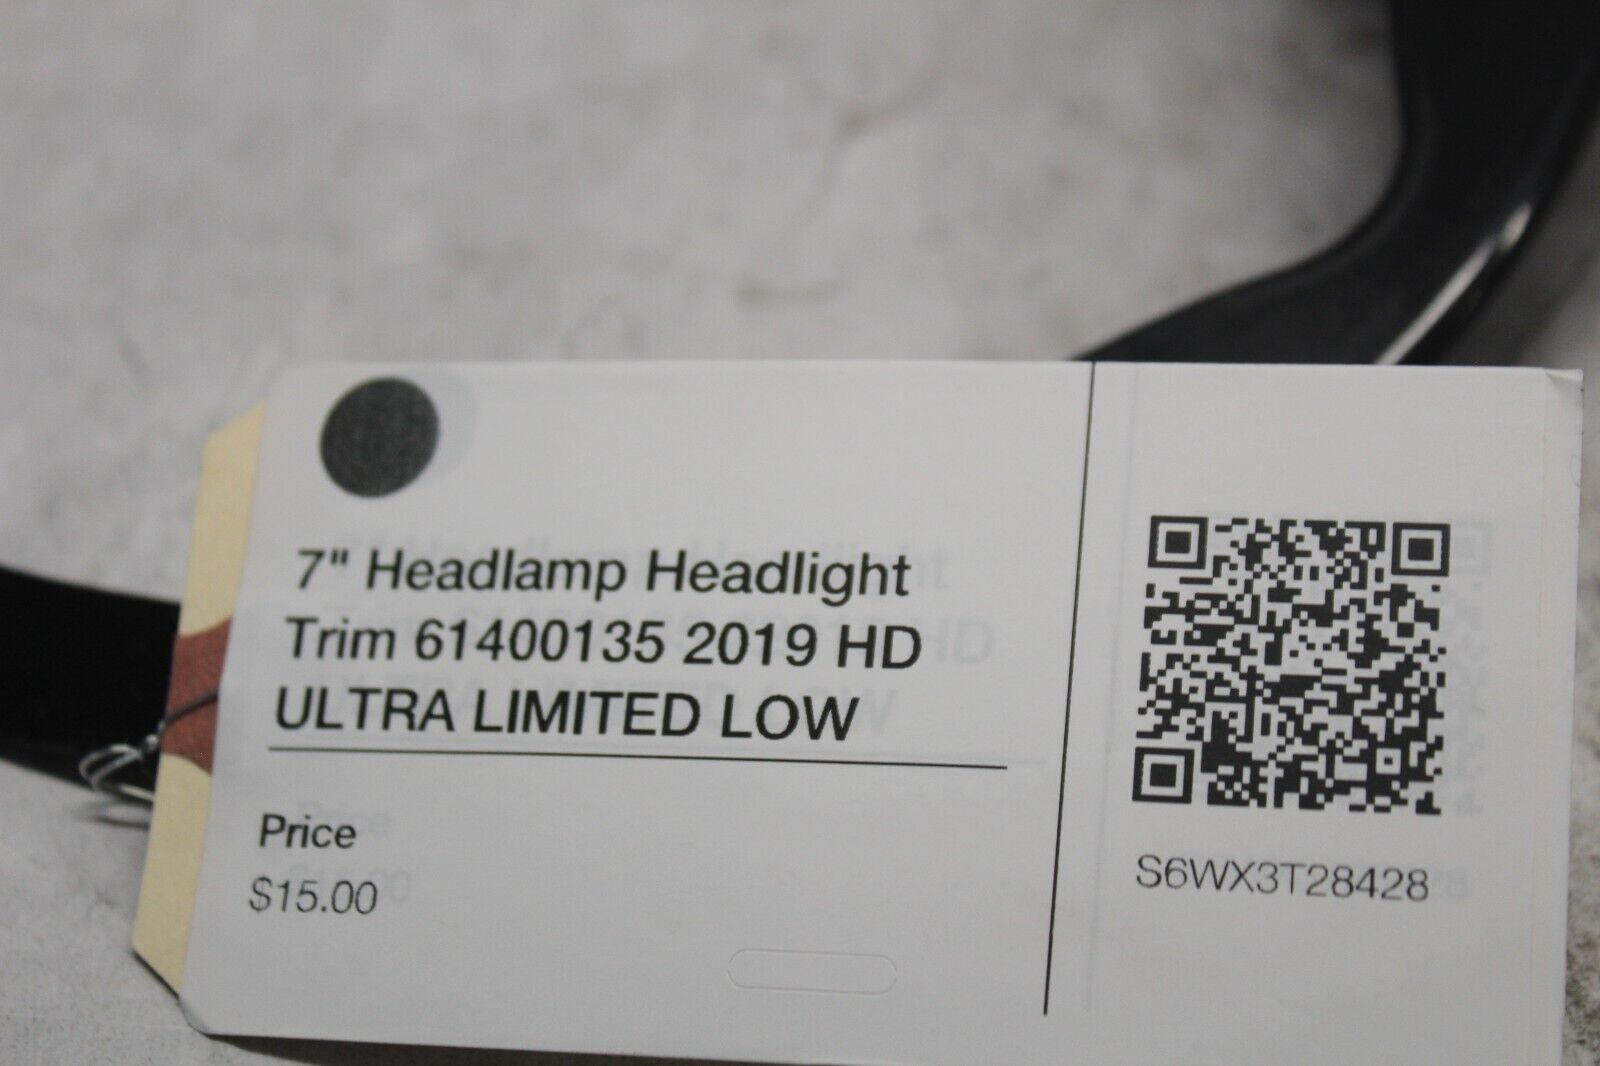 7" Headlamp Headlight
Trim 61400135 2019 HD
ULTRA LIMITED LOW
Price
$15.00
S6WX3T28428